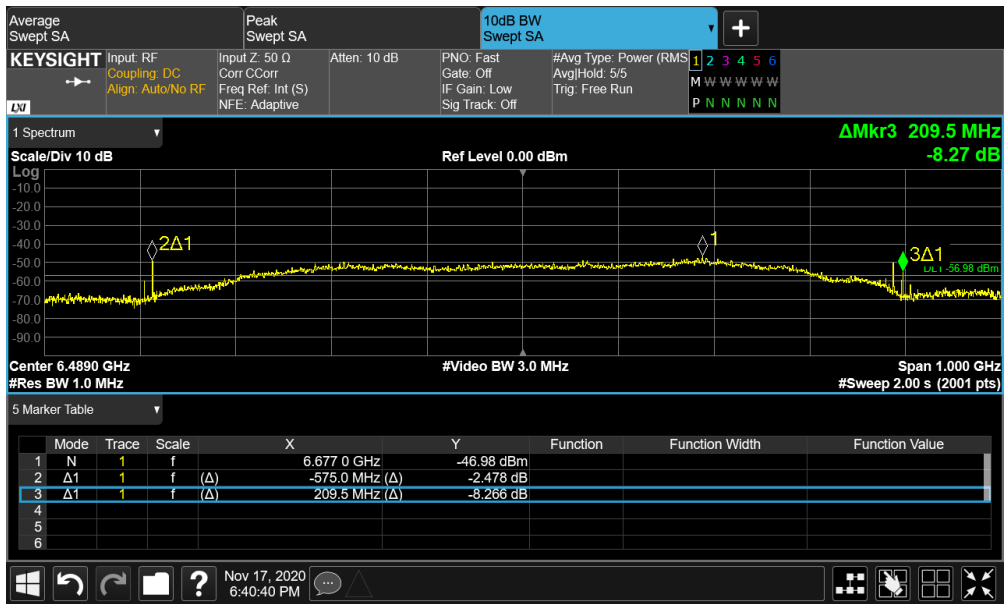 Average
Swept SA
Peak
Swept SA
10dB BW
Swept SA
KEYSIGHT
LXI
Input: RF
Coupling: DC
Align: Auto/No RF
Input Z: 50 Ω
Corr CCorr
Freq Ref: Int (S)
NFE: Adaptive
Atten: 10 dB
PNO: Fast
Gate: Off
IF Gain: Low
Sig Track: Off
#Avg Type: Power (RMS
Avg|Hold: 5/5
Trig: Free Run
1 2 3 4 5 6
M W W W W W
P N N N N N
1 Spectrum
ΔMkr3 209.5 MHz
-8.27 dB
Scale/Div 10 dB
Ref Level 0.00 dBm
Log
-10.0
-20.0
-30.0
-40.0
-50.0
-60.0
-70.0
-80.0
-90.0
2Δ1
1
3Δ1
-56.98 dBm
Center 6.4890 GHz
#Video BW 3.0 MHz
Span 1.000 GHz
#Res BW 1.0 MHz
#Sweep 2.00 s (2001 pts)
5 Marker Table
Mode Trace Scale X Y Function Function Width Function Value
1 N 1 f 6.677 0 GHz -46.98 dBm
2 Δ1 1 f (Δ) -575.0 MHz (Δ) -2.478 dB
3 Δ1 1 f (Δ) 209.5 MHz (Δ) -8.266 dB
4
5
6
?
Nov 17, 2020
6:40:40 PM